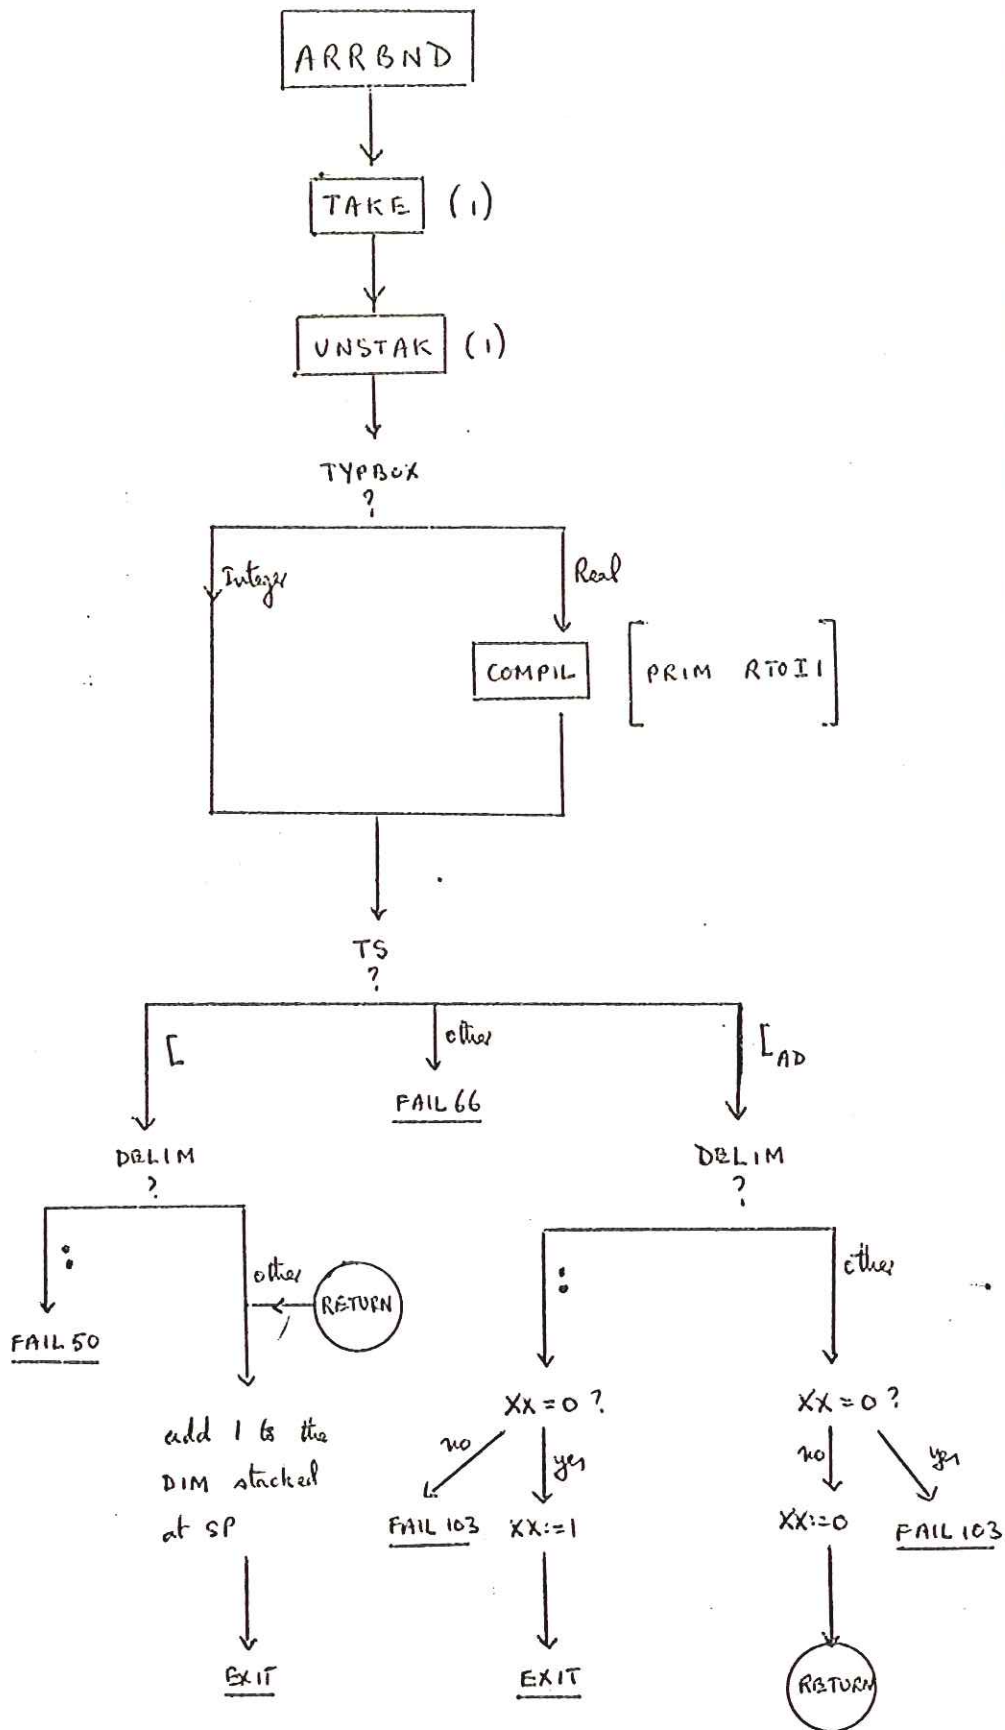 ARRBND
TAKE (1)
UNSTAK (1)
TYPBOX
?
Integer
Real
COMPIL [PRIM RTOI1]
TS
?
[
other
[AD
FAIL 66
DELIM
?
DELIM
?
:
other
RETURN
:
other
FAIL 50
XX = 0 ?
XX = 0 ?
add 1 to the
DIM stacked
at SP
no
yes
no
yes
FAIL 103
XX:=1
XX:=0
FAIL 103
EXIT
EXIT
RETURN